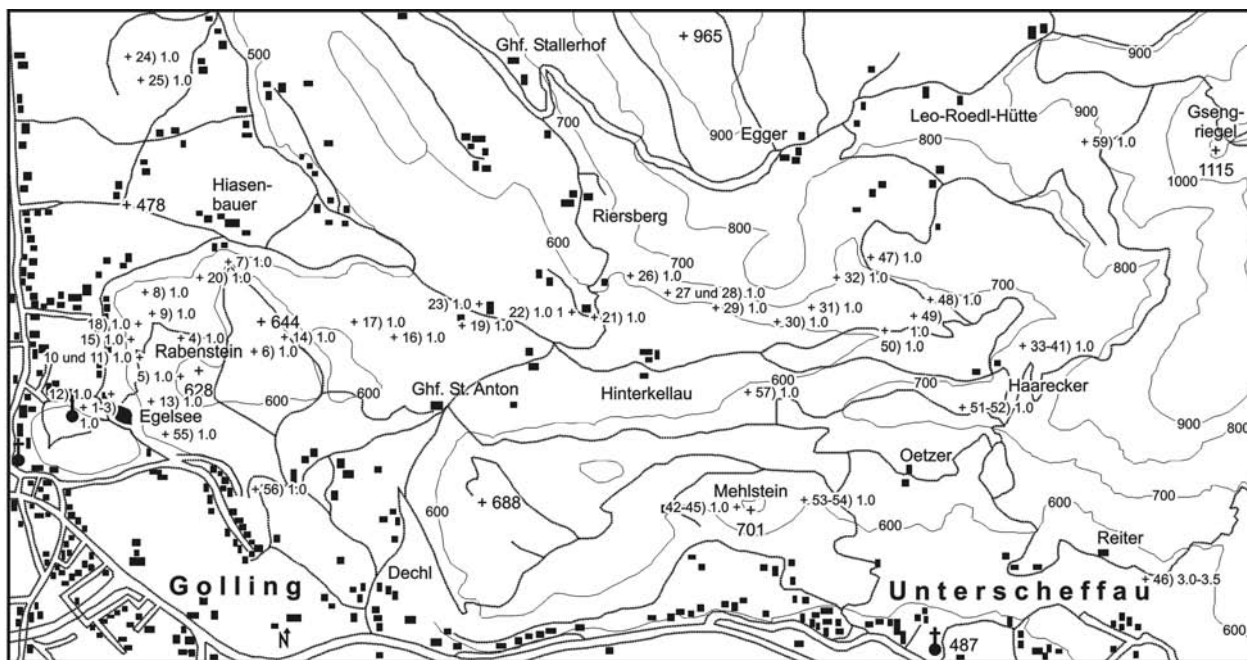 Ghf. Stallerhof
+ 965
900
+ 24) 1.0
+ 25) 1.0
500
700
900
Egger
Leo-Roedl-Hütte
900
Gseng-
riegel
+ 59) 1.0
800
+
1115
1000
Hiasen-
bauer
+ 478
Riersberg
800
600
700
+ 7) 1.0
+ 20) 1.0
+ 8) 1.0
+ 9) 1.0
+ 47) 1.0
800
+ 26) 1.0
+ 32) 1.0
700
+ 27 und + 28) 1.0
+ 48) 1.0
23) 1.0 +
22) 1.0 1 +
+ 21) 1.0
+ 29) 1.0
+ 31) 1.0
+ 49)
1.0
18) 1.0 +
+ 644
+ 17) 1.0
+ 19) 1.0
+ 30) 1.0
15) 1.0 +
+ 4) 1.0
+ 14) 1.0
+ 16) 1.0
50) 1.0
10 und 11) 1.0 +
Rabenstein
+ 6) 1.0
+ 33-41) 1.0
5) 1.0 +
+
628
600
600
Ghf. St. Anton
Hinterkellau
600
700
Haarecker
+ 57) 1.0
12) 1.0
+ 13) 1.0
+ 1-3)
1.0
Egelsee
+ 51-52) 1.0
900
800
+ 55) 1.0
Oetzer
+ 56) 1.0
600
+ 688
Mehlstein
42-45) 1.0 +
+
701
+ 53-54) 1.0
600
600
700
Reiter
Dechl
Golling
Unterscheffau
+ 46) 3.0-3.5
N
487
600